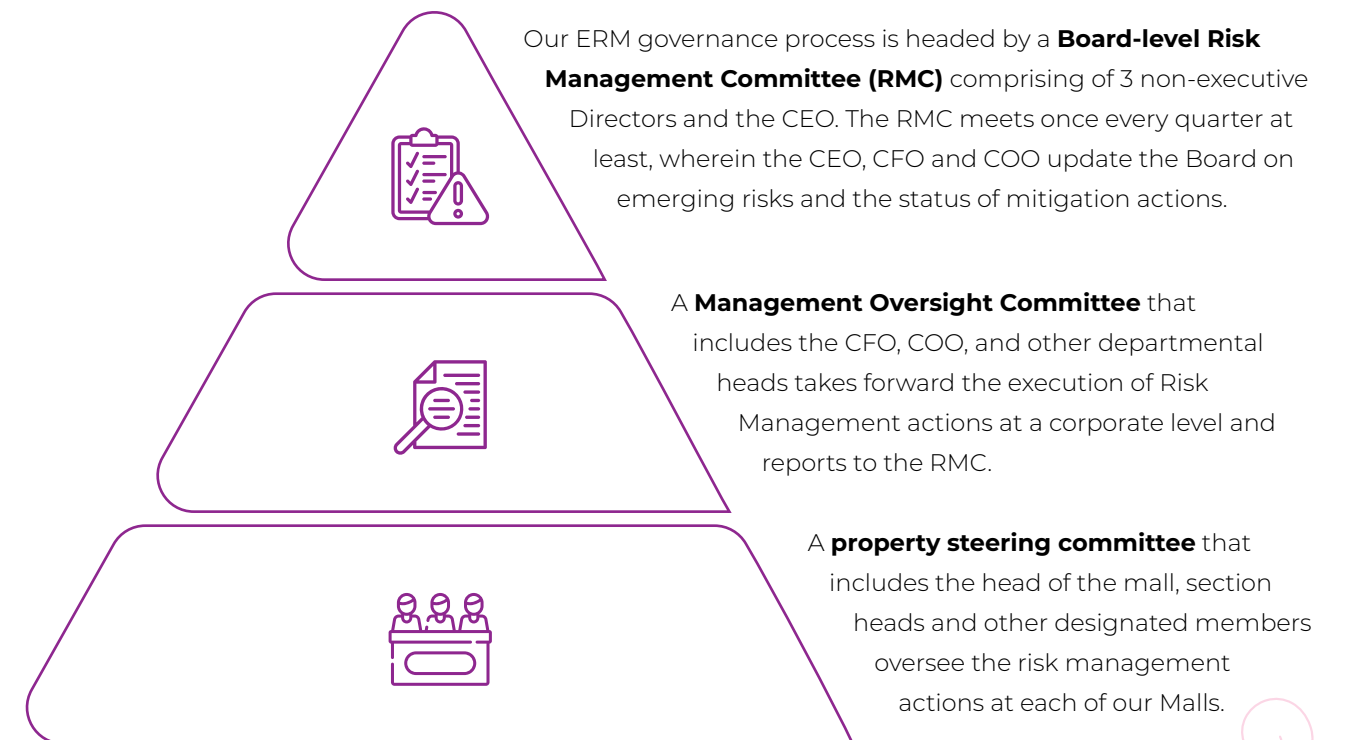 Our ERM governance process is headed by a Board-level Risk
Management Committee (RMC) comprising of 3 non-executive
Directors and the CEO. The RMC meets once every quarter at
least, wherein the CEO, CFO and COO update the Board on
emerging risks and the status of mitigation actions.
A Management Oversight Committee that
includes the CFO, COO, and other departmental
heads takes forward the execution of Risk
Management actions at a corporate level and
reports to the RMC.
A property steering committee that
includes the head of the mall, section
heads and other designated members
oversee the risk management
actions at each of our Malls.